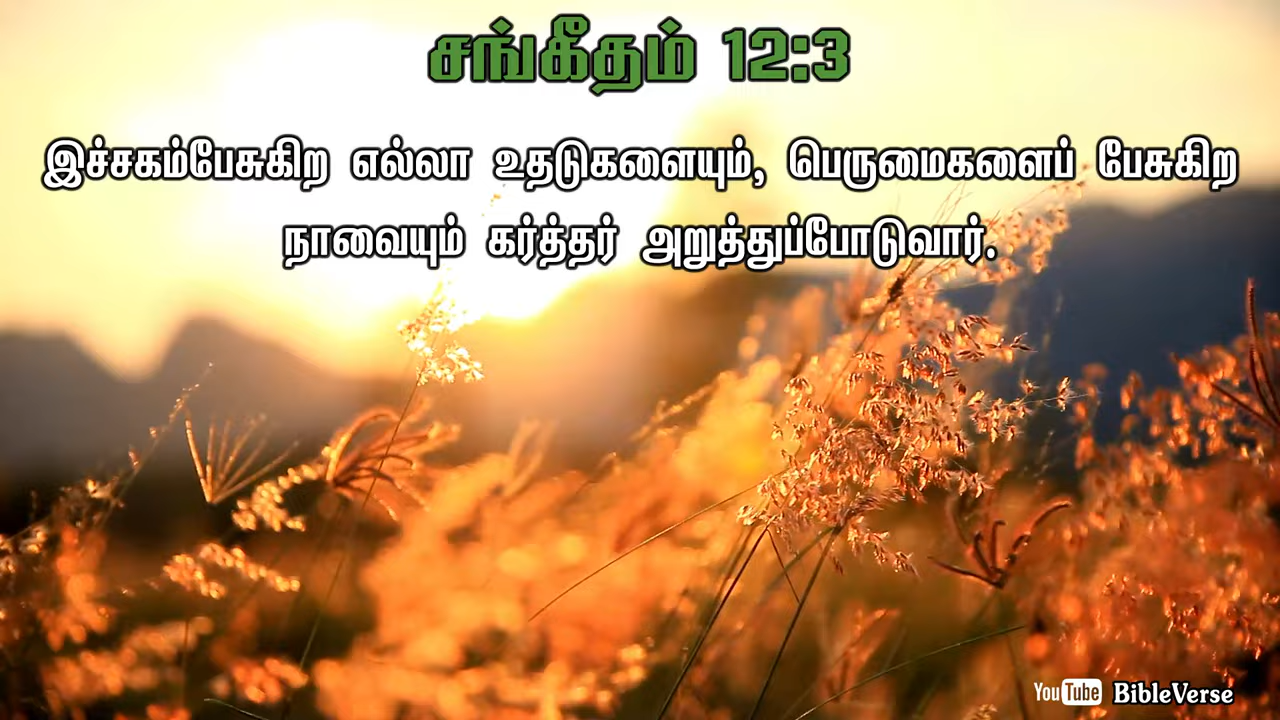 சங்கீதம் 12:3
இச்சகம்பேசுகிற எல்லா உதடுகளையும், பெருமைகளைப் பேசுகிற
நாவையும் கர்த்தர் அறுத்துப்போடுவார்.
YouTube BibleVerse